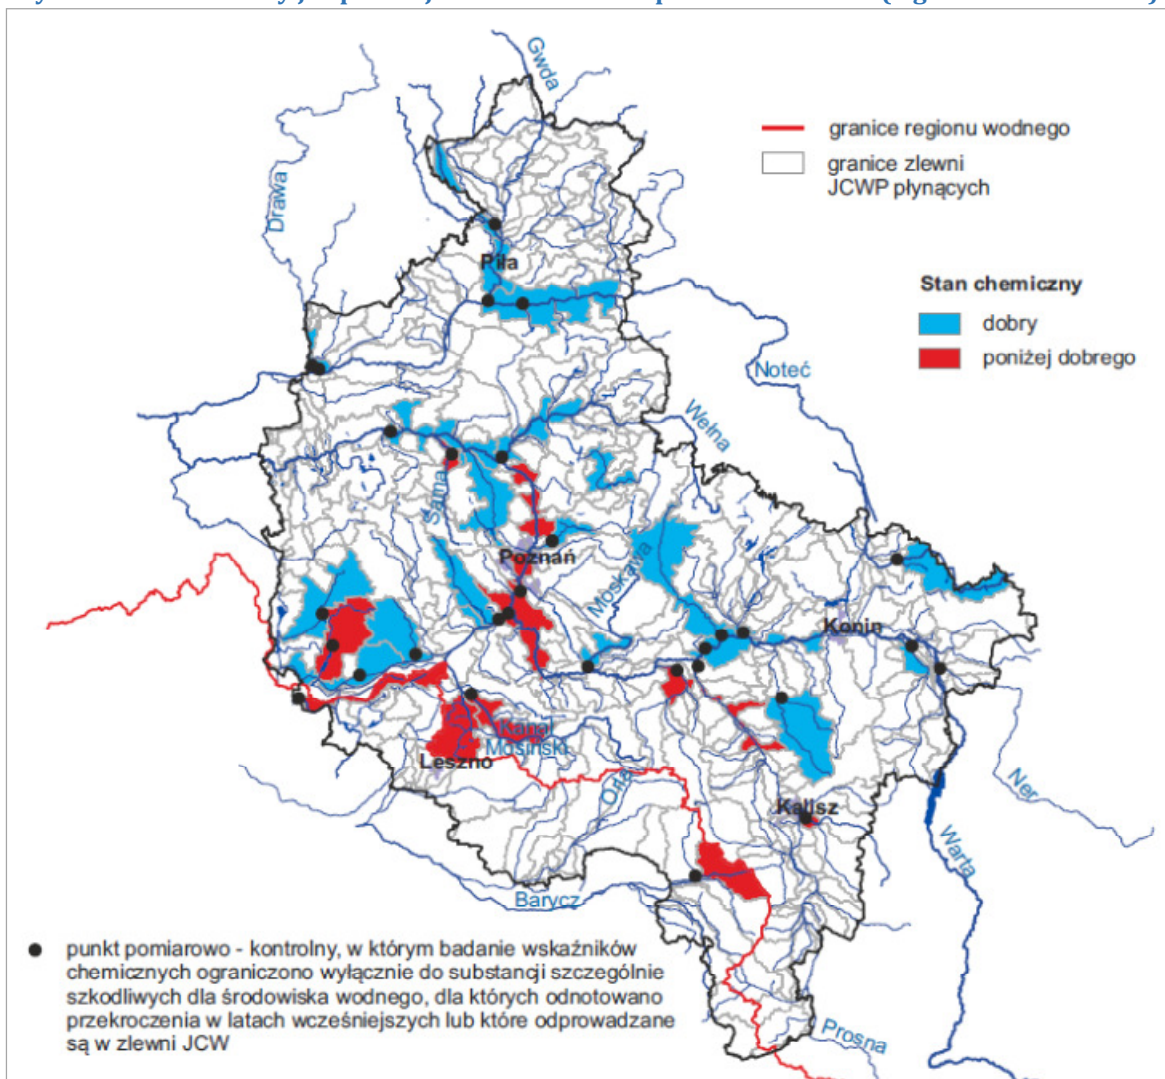 Gwda
granice regionu wodnego
granice zlewni
JCWP płynących
Drawa
Piła
Stan chemiczny
dobry
poniżej dobrego
Noteć
Wełna
Sama
Poznań
Moskawa
Konin
Kanał
Mosiński
Leszno
Orla
Ner
Kalisz
Warta
Barycz
punkt pomiarowo - kontrolny, w którym badanie wskaźników
chemicznych ograniczono wyłącznie do substancji szczególnie
szkodliwych dla środowiska wodnego, dla których odnotowano
przekroczenia w latach wcześniejszych lub które odprowadzane
są w zlewni JCW
Prosna